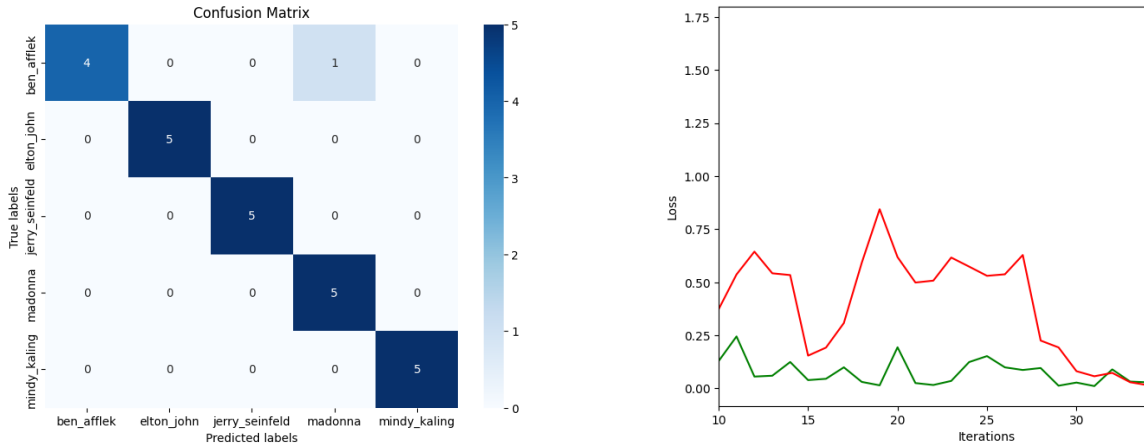 Confusion Matrix
True labels
ben_afflek
4 0 0 1 0
elton_john
0 5 0 0 0
jerry_seinfeld
0 0 5 0 0
madonna
0 0 0 5 0
mindy_kaling
0 0 0 0 5
ben_afflek elton_john jerry_seinfeld madonna mindy_kaling
Predicted labels
5
4
3
2
1
0
Loss
1.75
1.50
1.25
1.00
0.75
0.50
0.25
0.00
10 15 20 25 30
Iterations